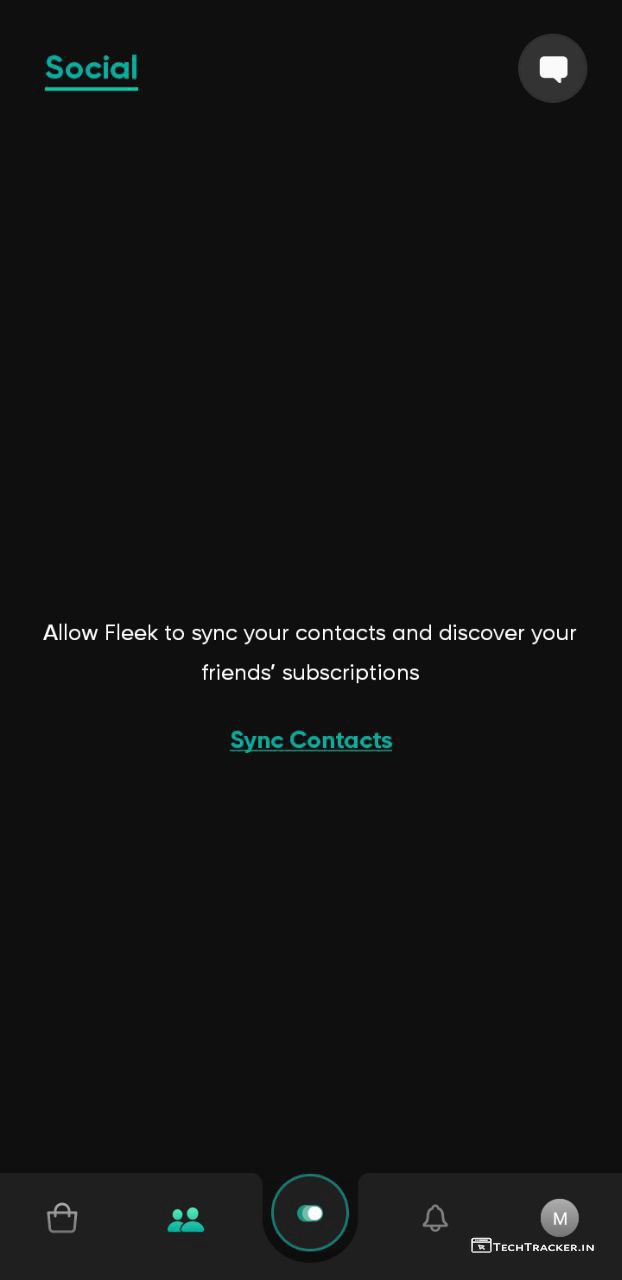 Social
Allow Fleek to sync your contacts and discover your
friends’ subscriptions
Sync Contacts
M
TechTracker.in